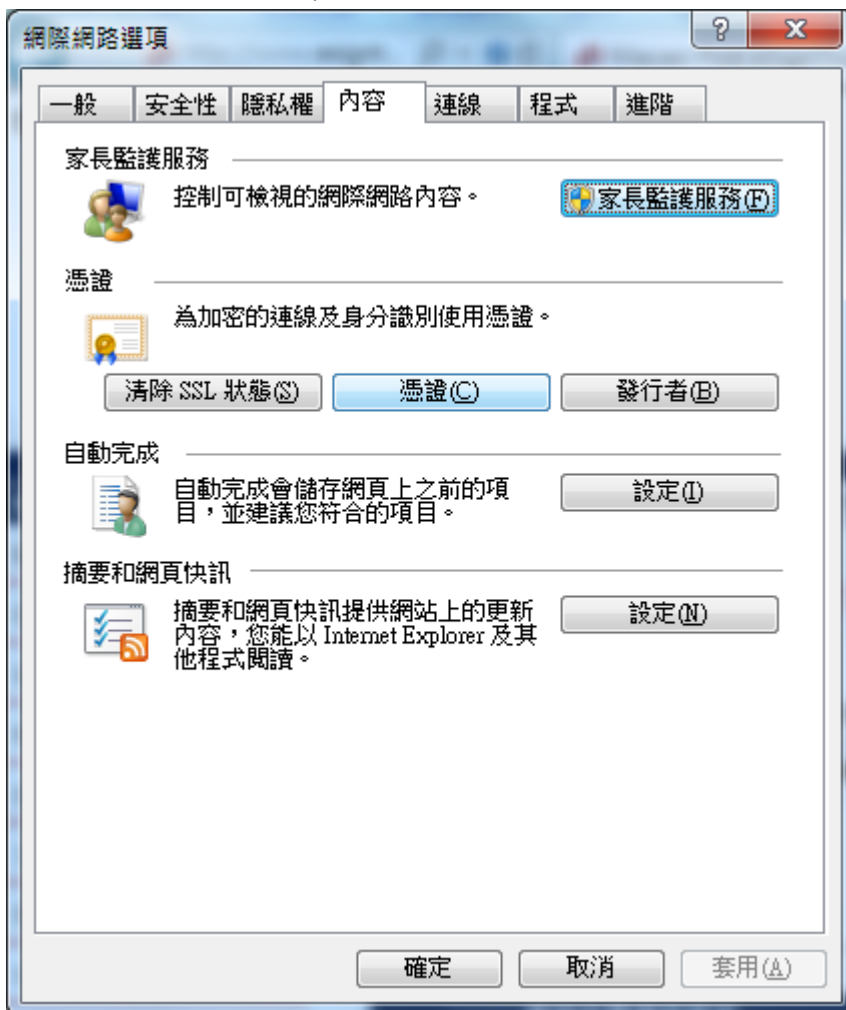 網際網路選項
一般 安全性 隱私權 內容 連線 程式 進階
家長監護服務
控制可檢視的網際網路內容。
家長監護服務(F)
憑證
為加密的連線及身分識別使用憑證。
清除 SSL 狀態(S) 憑證(C) 發行者(B)
自動完成
自動完成會儲存網頁上之前的項
目，並建議您符合的項目。
設定(I)
摘要和網頁快訊
摘要和網頁快訊提供網站上的更新
內容，您能以 Internet Explorer 及其
他程式閱讀。
設定(N)
確定 取消 套用(A)